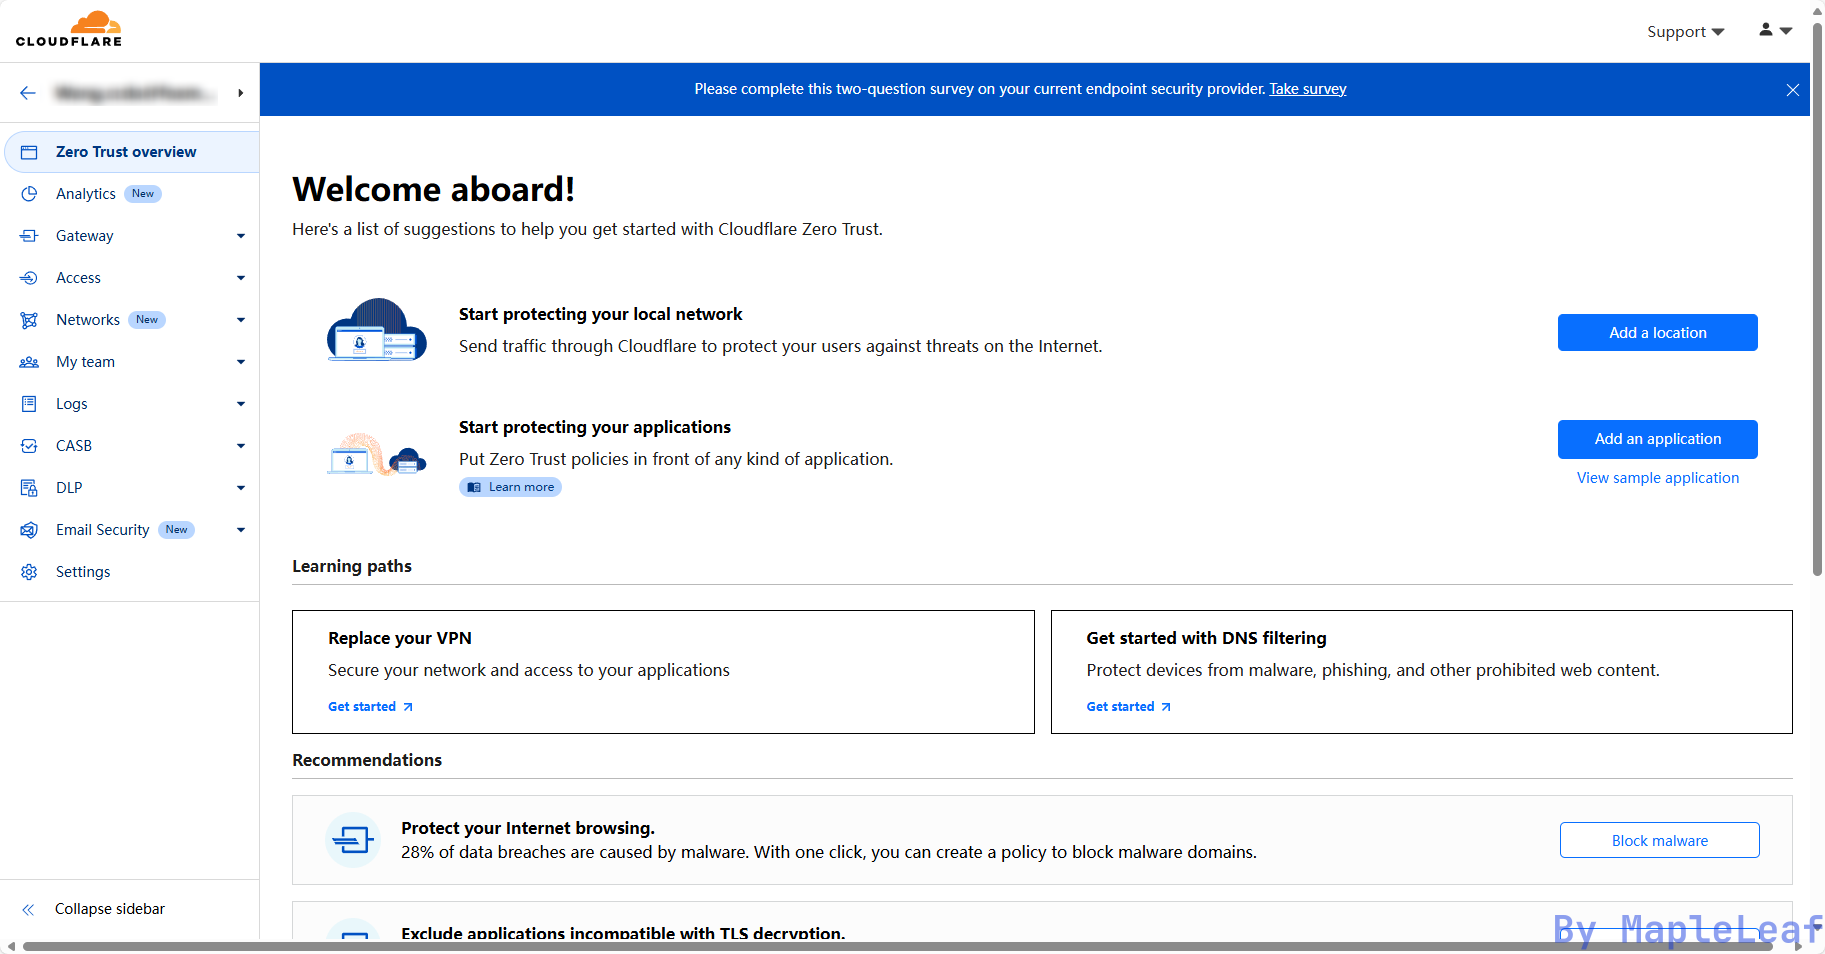 CLOUDFLARE
Support
Please complete this two-question survey on your current endpoint security provider. Take survey
Zero Trust overview
Analytics New
Gateway
Access
Networks New
My team
Logs
CASB
DLP
Email Security New
Settings
Collapse sidebar
Welcome aboard!
Here's a list of suggestions to help you get started with Cloudflare Zero Trust.
Start protecting your local network
Send traffic through Cloudflare to protect your users against threats on the Internet.
Add a location
Start protecting your applications
Put Zero Trust policies in front of any kind of application.
Learn more
Add an application
View sample application
Learning paths
Replace your VPN
Secure your network and access to your applications
Get started
Get started with DNS filtering
Protect devices from malware, phishing, and other prohibited web content.
Get started
Recommendations
Protect your Internet browsing.
28% of data breaches are caused by malware. With one click, you can create a policy to block malware domains.
Block malware
Exclude applications incompatible with TLS decryption.
By MapleLeaf